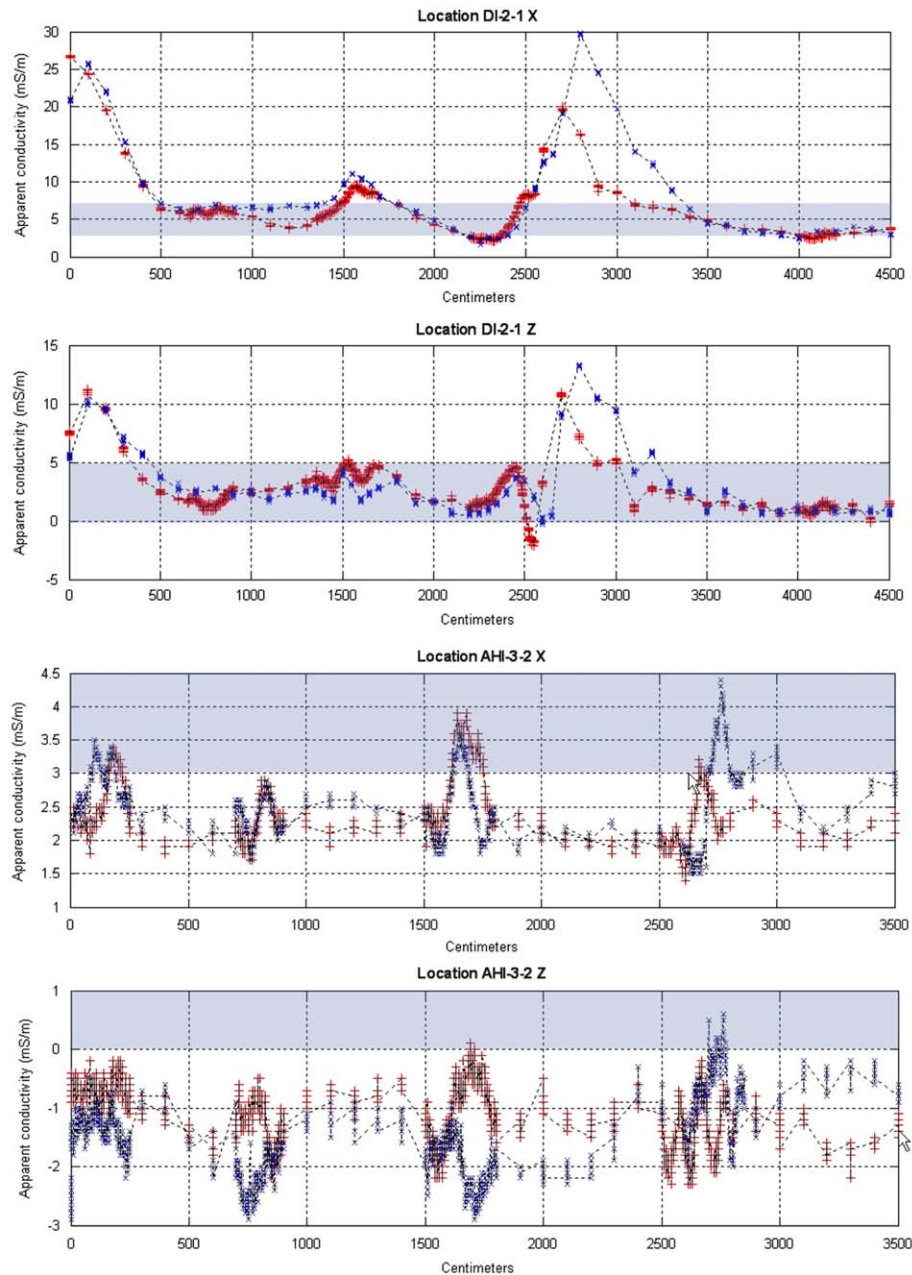 Location DI-2-1 X
Apparent conductivity (mS/m)
30
25
20
15
10
5
0
0 500 1000 1500 2000 2500 3000 3500 4000 4500
Centimeters
Location DI-2-1 Z
Apparent conductivity (mS/m)
15
10
5
0
-5
0 500 1000 1500 2000 2500 3000 3500 4000 4500
Centimeters
Location AHI-3-2 X
Apparent conductivity (mS/m)
4.5
4
3.5
3
2.5
2
1.5
1
0 500 1000 1500 2000 2500 3000 3500
Centimeters
Location AHI-3-2 Z
Apparent conductivity (mS/m)
1
0
-1
-2
-3
0 500 1000 1500 2000 2500 3000 3500
Centimeters